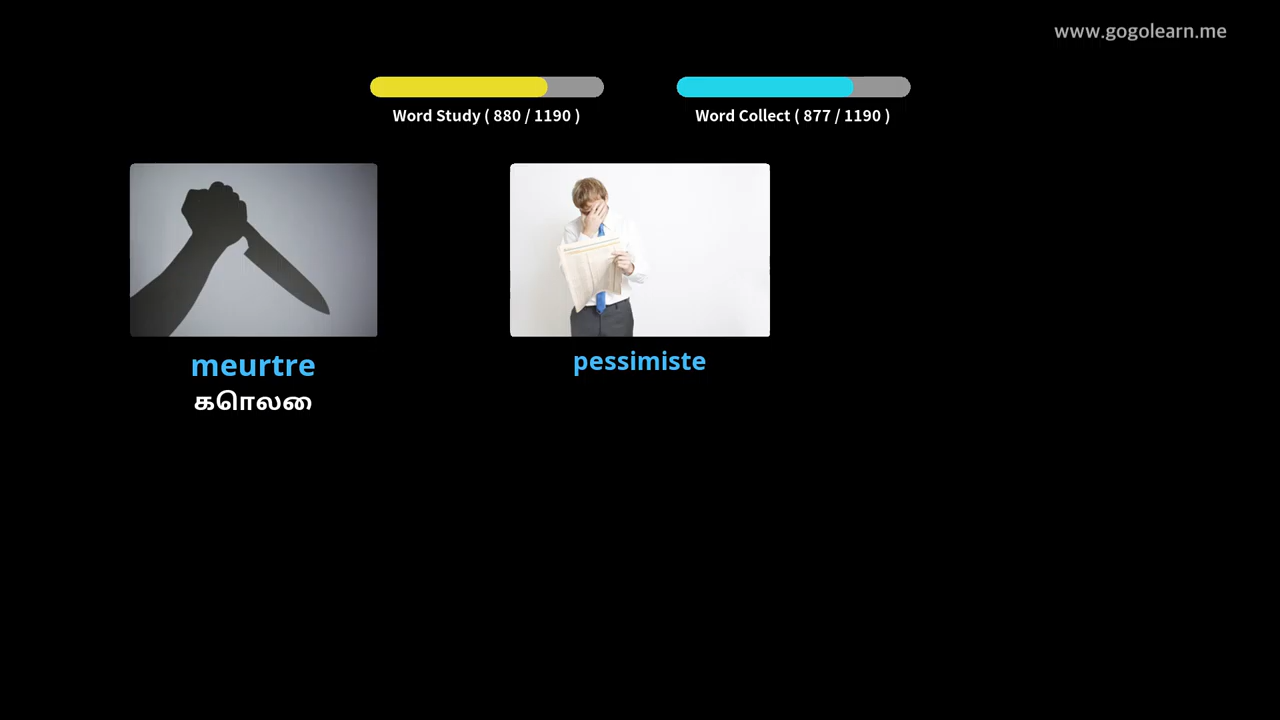 www.gogolearn.me
Word Study ( 880 / 1190 )
Word Collect ( 877 / 1190 )
meurtre
கொலை
pessimiste